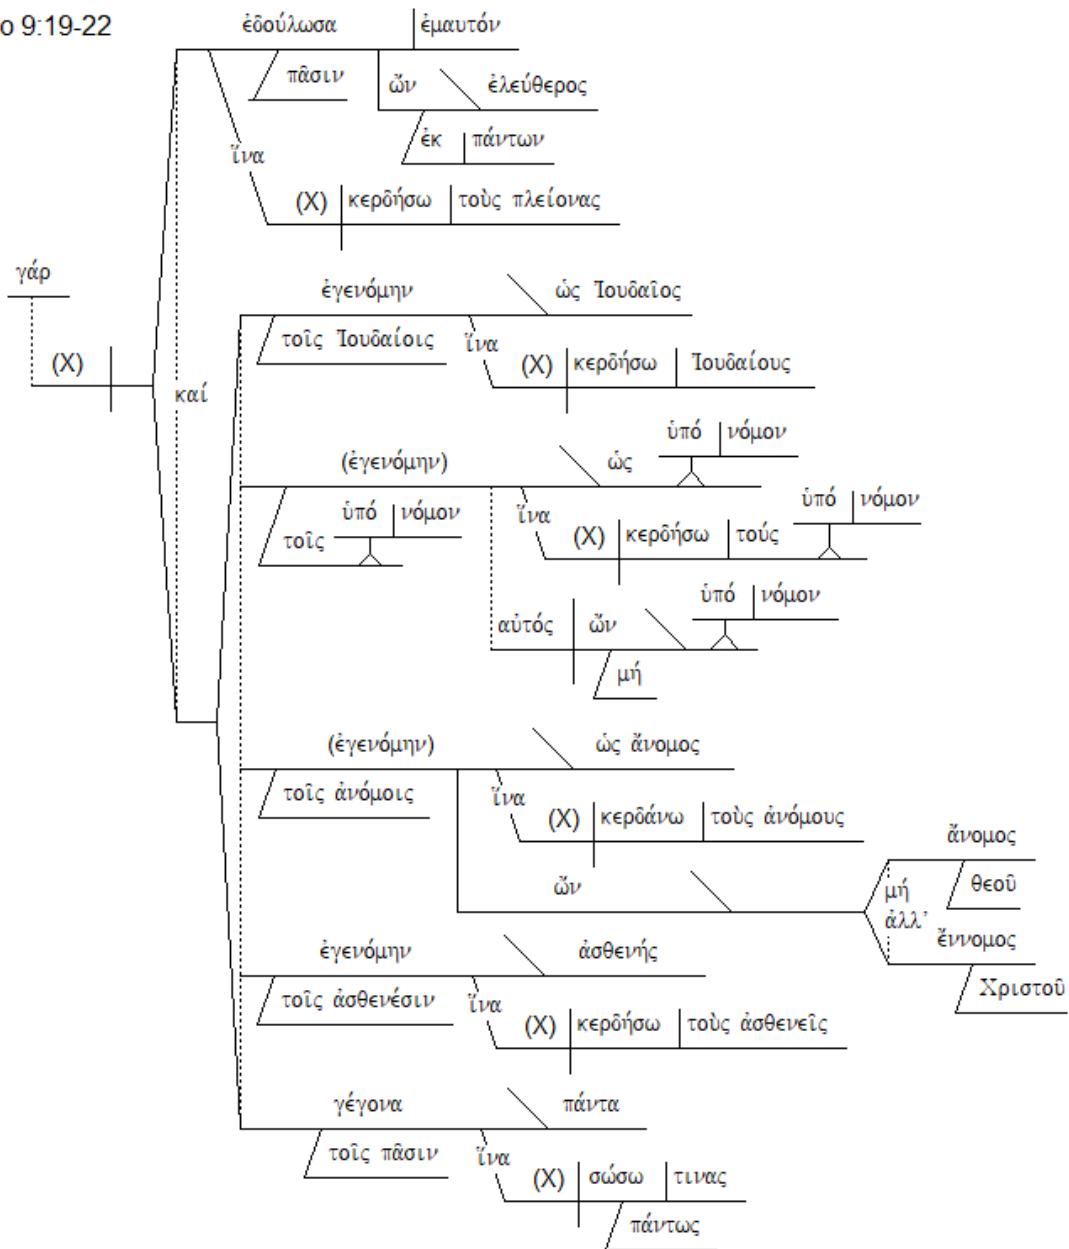 o 9:19-22
ἐδούλωσα ἐμαυτόν
πᾶσιν ὤν ἐλεύθερος
ἐκ πάντων
ἵνα
(X) κερδήσω τοὺς πλείονας
γάρ
ἐγενόμην ὡς Ἰουδαῖος
τοῖς Ἰουδαίοις ἵνα
(X) (X) κερδήσω Ἰουδαίους
καί
ὑπό νόμον
(ἐγενόμην) ὡς
ὑπό νόμον
ὑπό νόμον ἵνα
τοῖς (X) κερδήσω τούς
ὑπό νόμον
αὐτός ὤν
μή
(ἐγενόμην) ὡς ἄνομος
τοῖς ἀνόμοις ἵνα
(X) κερδάνω τοὺς ἀνόμους
ἄνομος
ὤν μή θεοῦ
ἀλλ' ἔννομος
ἐγενόμην ἀσθενής
Χριστοῦ
τοῖς ἀσθενέσιν ἵνα
(X) κερδήσω τοὺς ἀσθενεῖς
γέγονα πάντα
τοῖς πᾶσιν ἵνα
(X) σώσω τινας
πάντως